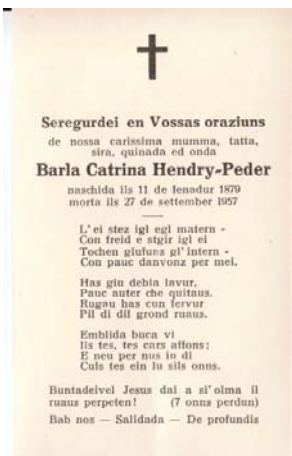 Seregurdei en Vossas oraziuns
de nossa carissima mumma, tatta,
sira, quinada ed onda
Barla Catrina Hendry-Peder
naschida ils 11 de fenadur 1879
morta ils 27 de settember 1957
L'ei stez igl egl matern -
Con freid e stgir igl ei
Tochen giufuns gl'intern -
Con pauc danvonz per mei.
Has giu debia lavur,
Pauc auter che quitaus.
Rugau has cun fervur
Pil di dil grond ruaus.
Emblida buca vi
Ils tes, tes cars affons;
E neu per nus in di
Culs tes ein lu sils onns.
Buntadeivel Jesus dai a si'olma il
ruaus perpeten! (7 onns perdun)
Bab nos — Salidada — De profundis